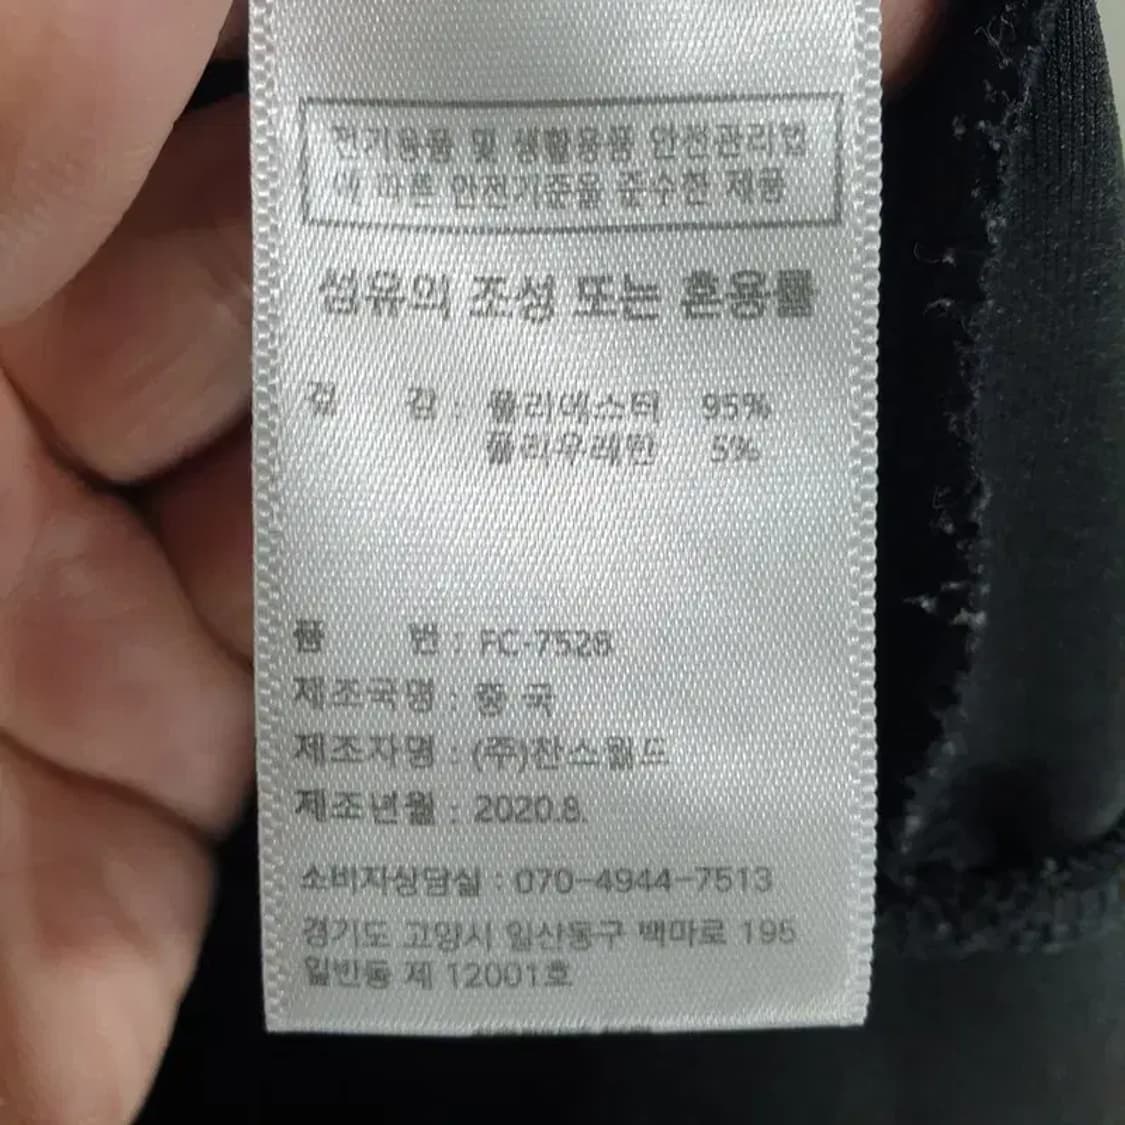 전기용품 및 생활용품 안전관리법
에 따른 안전기준을 준수한 제품
섬유의 조성 또는 혼용률
겉 감 : 폴리에스터 95%
폴리우레탄 5%
품 번 : FC-7526
제조국명 : 중 국
제조자명 : (주)찬스월드
제조년월 : 2020.8.
소비자상담실 : 070-4944-7513
경기도 고양시 일산동구 백마로 195
일반동 제 12001호